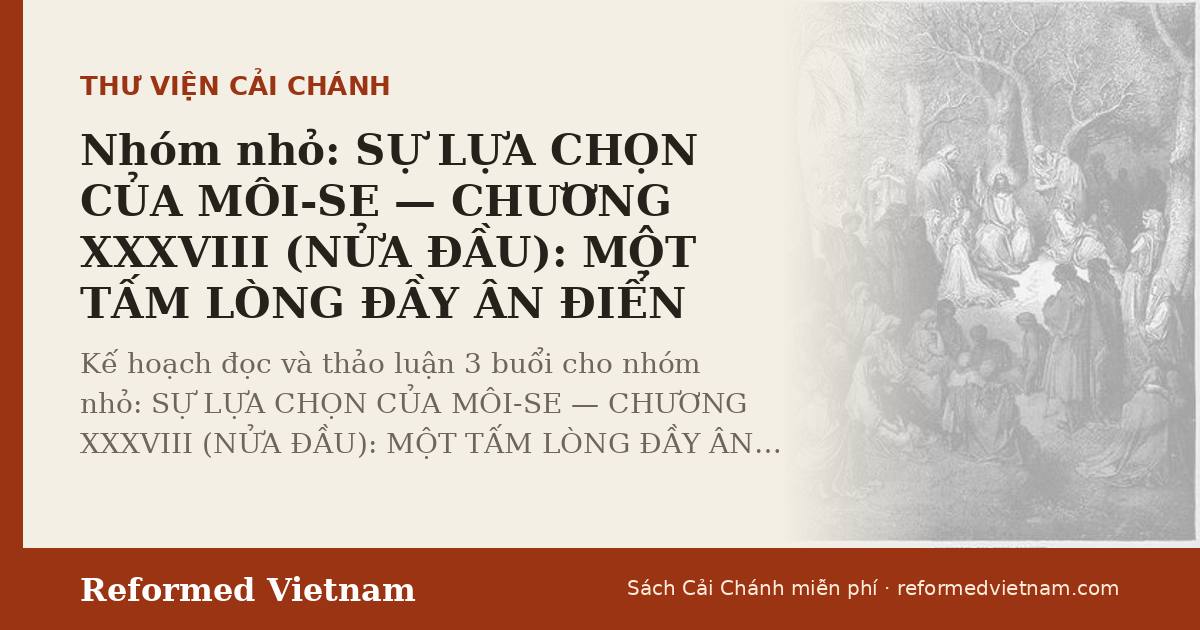 THƯ VIỆN CẢI CHÁNH
Nhóm nhỏ: SỰ LỰA CHỌN
CỦA MÔI-SE — CHƯƠNG
XXXVIII (NỬA ĐẦU): MỘT
TẤM LÒNG ĐẦY ÂN ĐIỂN
Kế hoạch đọc và thảo luận 3 buổi cho nhóm
nhỏ: SỰ LỰA CHỌN CỦA MÔI-SE — CHƯƠNG
XXXVIII (NỬA ĐẦU): MỘT TẤM LÒNG ĐẦY ÂN…
Reformed Vietnam
Sách Cải Chánh miễn phí · reformedvietnam.com